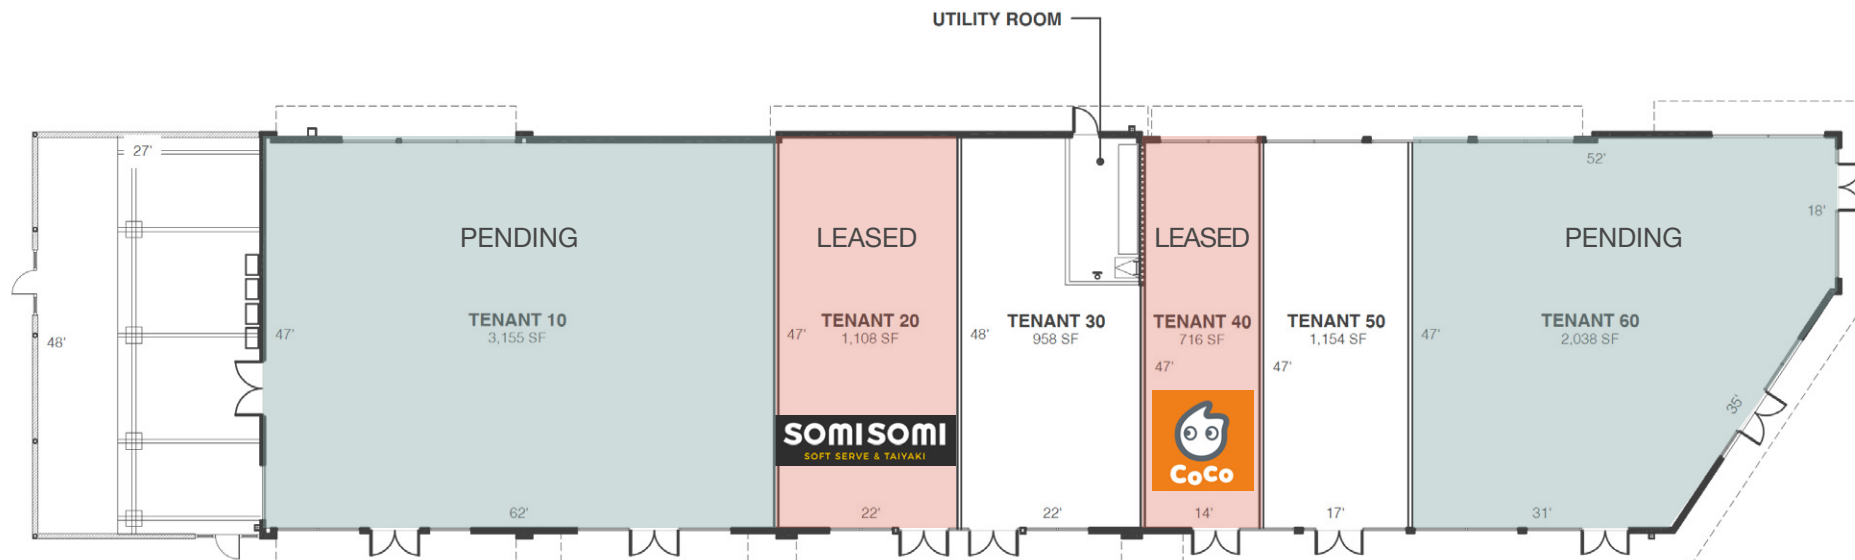 UTILITY ROOM
27'
48'
PENDING
TENANT 10
3,155 SF
47'
62'
LEASED
TENANT 20
1,108 SF
47'
SOMISOMI
SOFT SERVE & TAIYAKI
22'
TENANT 30
958 SF
48'
22'
LEASED
TENANT 40
716 SF
47'
CoCo
14'
TENANT 50
1,154 SF
47'
17'
52'
18'
PENDING
TENANT 60
2,038 SF
47'
35'
31'